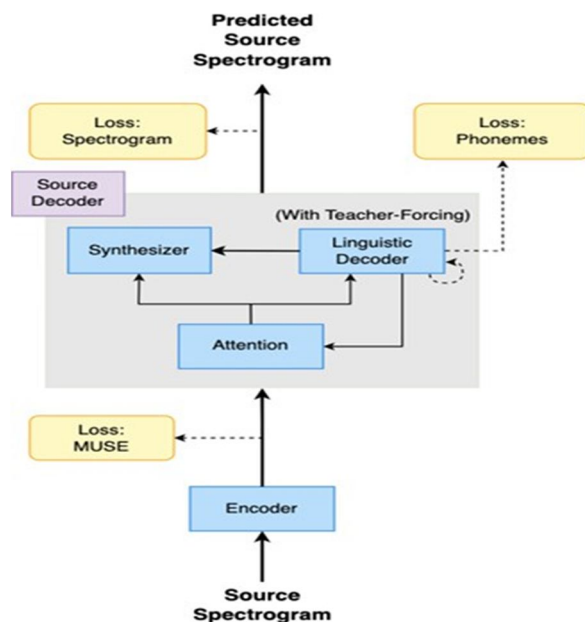 Predicted
Source
Spectrogram
Loss:
Spectrogram
Loss:
Phonemes
Source
Decoder
(With Teacher-Forcing)
Synthesizer
Linguistic
Decoder
Attention
Loss:
MUSE
Encoder
Source
Spectrogram